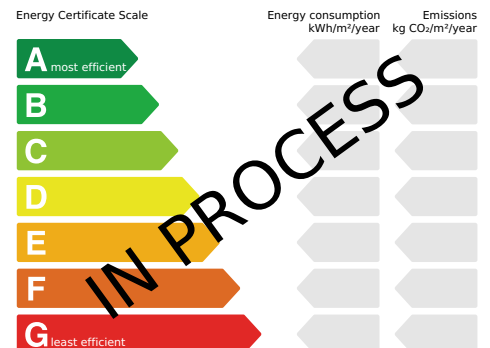 Energy Certificate Scale
Energy consumption
kWh/m²/year
Emissions
kg CO₂/m²/year
A most efficient
B
C
D
E
F
G least efficient
IN PROCESS